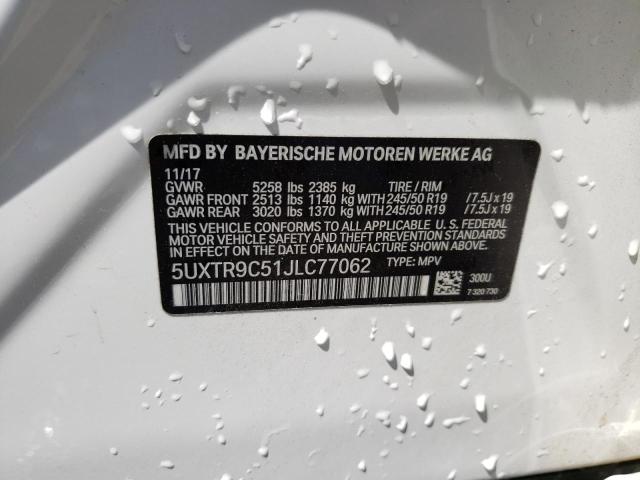 MFD BY BAYERISCHE MOTOREN WERKE AG
11/17
GVWR 5258 lbs 2385 kg TIRE / RIM
GAWR FRONT 2513 lbs 1140 kg WITH 245/50 R19 /7.5J x 19
GAWR REAR 3020 lbs 1370 kg WITH 245/50 R19 /7.5J x 19
THIS VEHICLE CONFORMS TO ALL APPLICABLE U. S. FEDERAL
MOTOR VEHICLE SAFETY STANDARDS IN EFFECT ON THE
DATE OF MANUFACTURE SHOWN ABOVE.
5UXTR9C51JLC77062 TYPE: MPV
300U
7 320 730